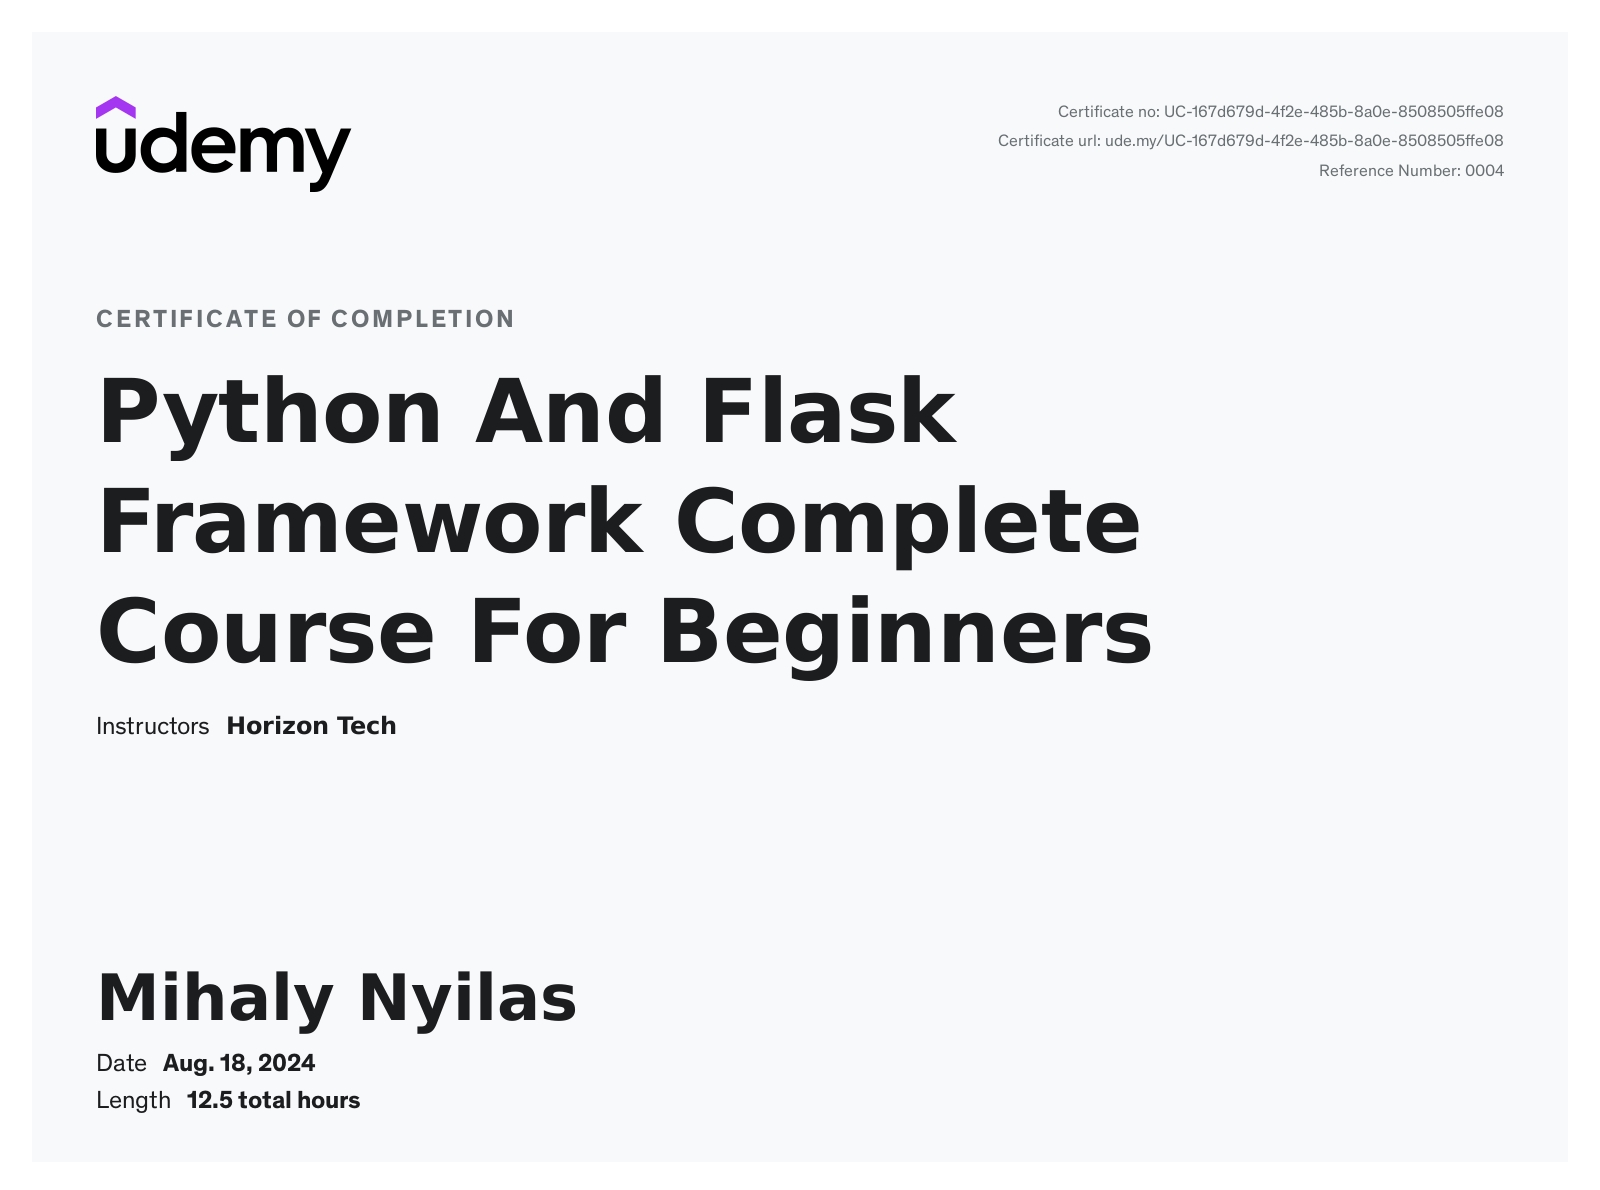 udemy
Certificate no: UC-167d679d-4f2e-485b-8a0e-8508505ffe08
Certificate url: ude.my/UC-167d679d-4f2e-485b-8a0e-8508505ffe08
Reference Number: 0004
CERTIFICATE OF COMPLETION
Python And Flask
Framework Complete
Course For Beginners
Instructors Horizon Tech
Mihaly Nyilas
Date Aug. 18, 2024
Length 12.5 total hours